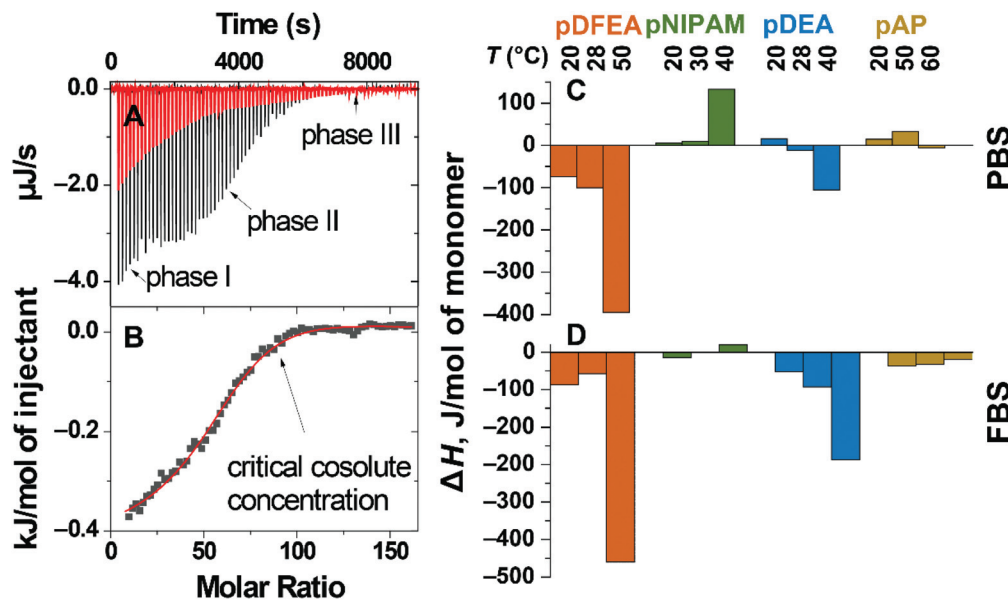 Time (s)
0 4000 8000
0.0
−2.0
−4.0
μJ/s
A
phase I
phase II
phase III
B
0.0
−0.2
−0.4
kJ/mol of injectant
critical cosolute
concentration
0 50 100 150
Molar Ratio
pDFEA pNIPAM pDEA pAP
T (°C) 20 28 50 20 30 40 20 28 40 20 50 60
C
100
0
−100
−200
−300
−400
PBS
ΔH, J/mol of monomer
D
0
−100
−200
−300
−400
−500
FBS